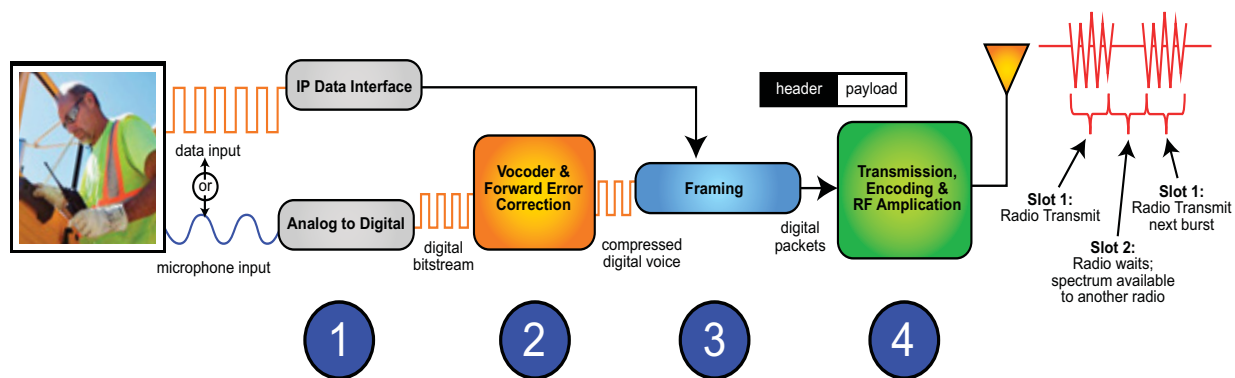 IP Data Interface
data input
or
microphone input
Analog to Digital
digital
bitstream
Vocoder &
Forward Error
Correction
compressed
digital voice
Framing
header
payload
digital
packets
Transmission,
Encoding &
RF Amplication
Slot 1:
Radio Transmit
Slot 2:
Radio waits;
spectrum available
to another radio
Slot 1:
Radio Transmit
next burst
1
2
3
4